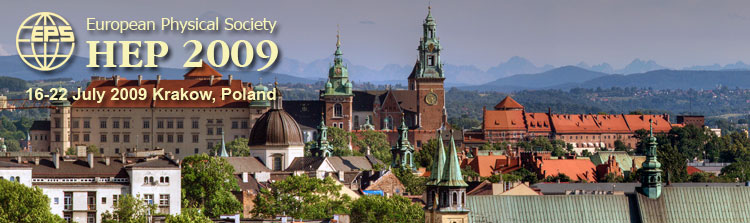 EPS
European Physical Society
HEP 2009
16-22 July 2009 Krakow, Poland